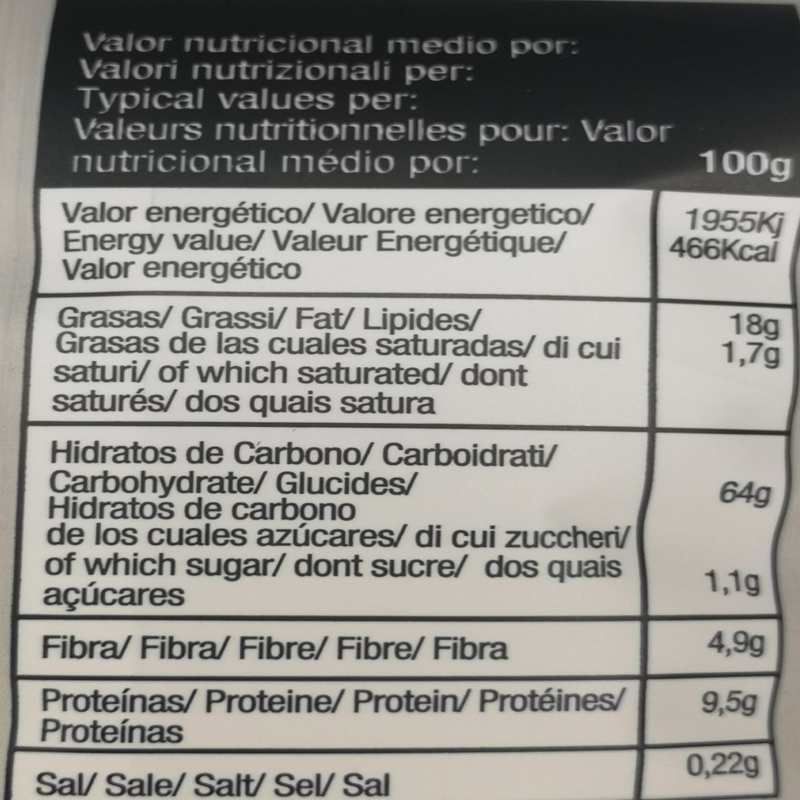 Valor nutricional medio por:
Valori nutrizionali per:
Typical values per:
Valeurs nutritionnelles pour: Valor
nutricional médio por: 100g
Valor energético/ Valore energetico/ 1955Kj
Energy value/ Valeur Energétique/ 466Kcal
Valor energético
Grasas/ Grassi/ Fat/ Lipides/ 18g
Grasas de las cuales saturadas/ di cui 1,7g
saturi/ of which saturated/ dont
saturés/ dos quais satura
Hidratos de Carbono/ Carboidrati/
Carbohydrate/ Glucides/ 64g
Hidratos de carbono
de los cuales azúcares/ di cui zuccheri/
of which sugar/ dont sucre/ dos quais 1,1g
açúcares
Fibra/ Fibra/ Fibre/ Fibre/ Fibra 4,9g
Proteínas/ Proteine/ Protein/ Protéines/ 9,5g
Proteínas
Sal/ Sale/ Salt/ Sel/ Sal 0,22g